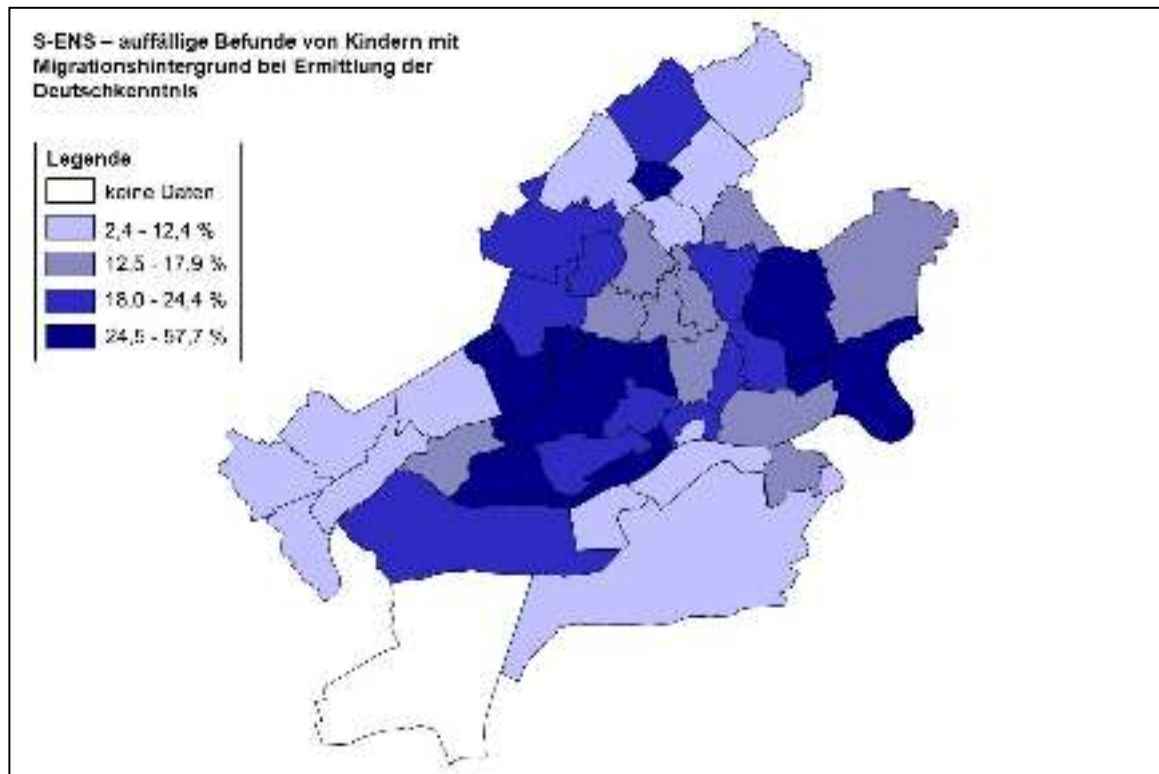 S-ENS – auffällige Befunde von Kindern mit
Migrationshintergrund bei Ermittlung der
Deutschkenntnis
Legende
keine Daten
2,4 - 12,4 %
12,5 - 17,9 %
18,0 - 24,4 %
24,5 - 57,7 %